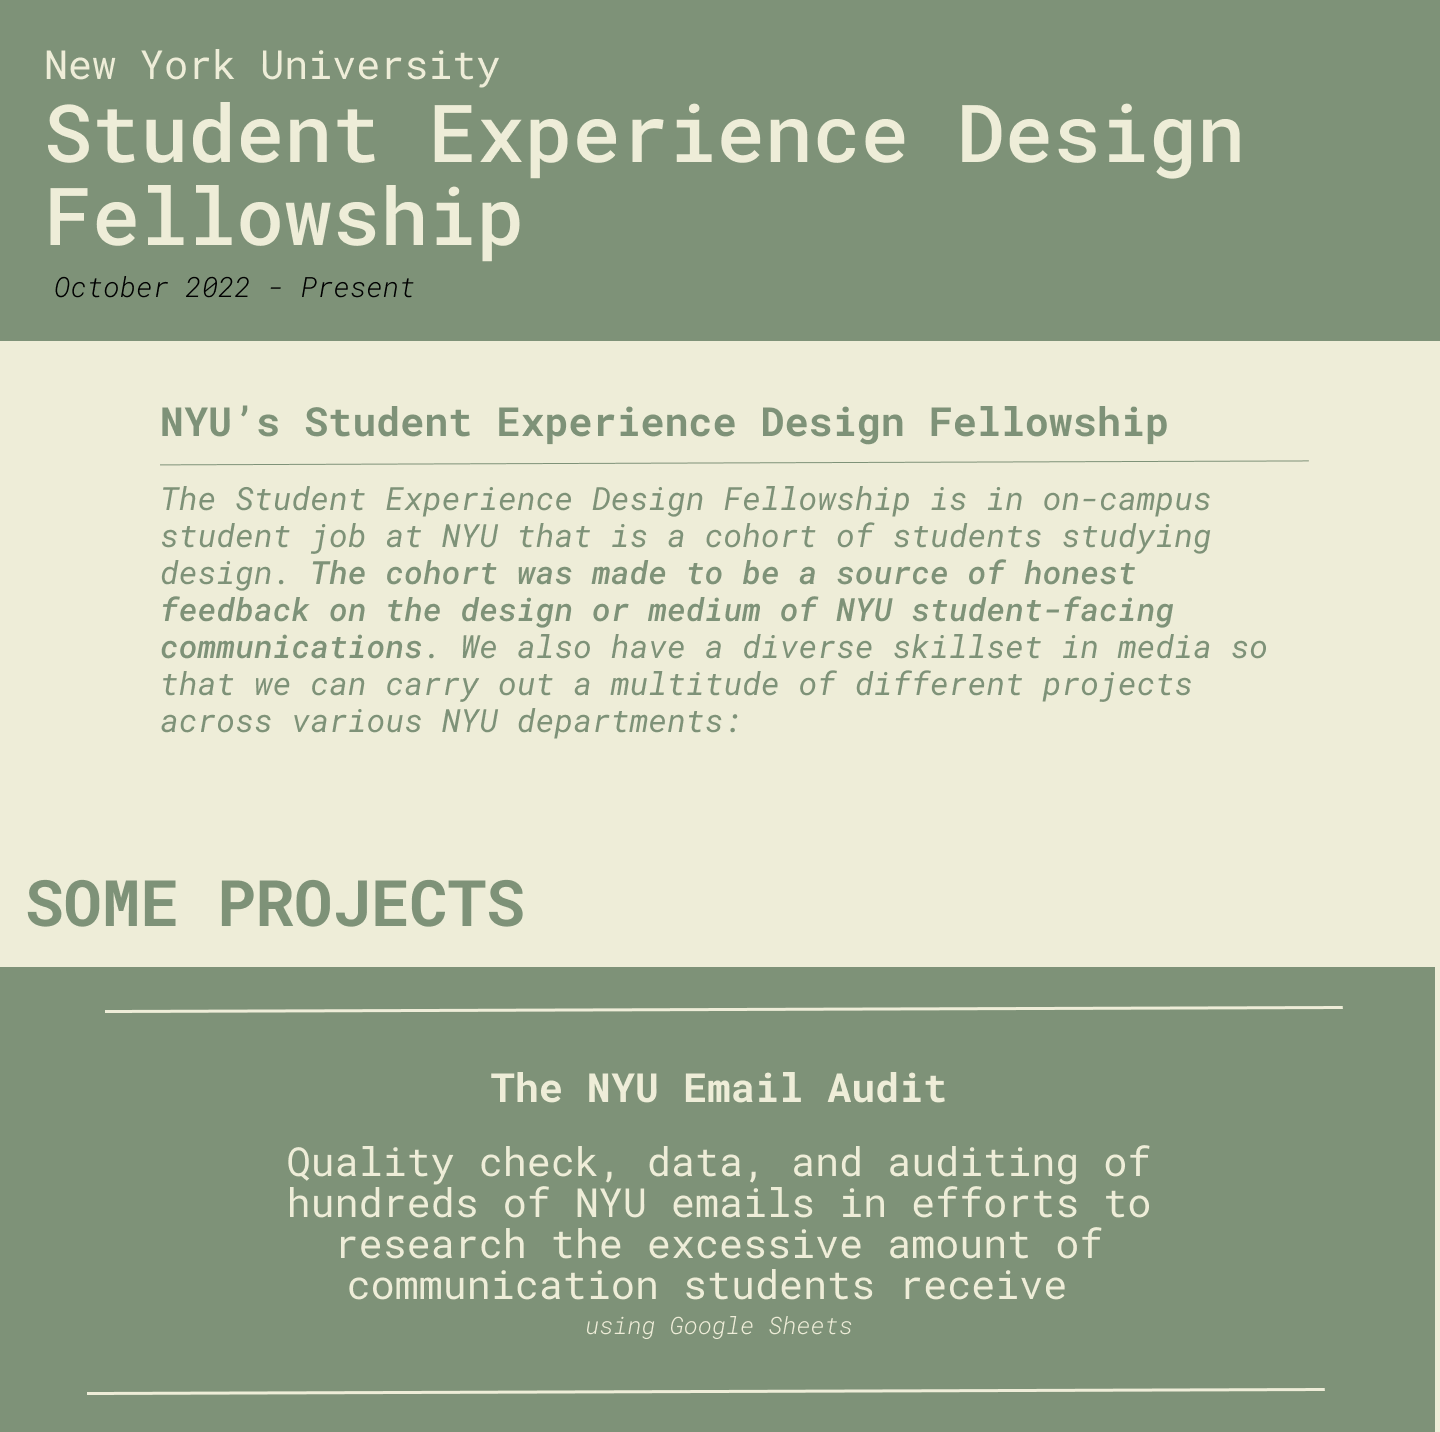 New York University
Student Experience Design
Fellowship
October 2022 - Present
NYU’s Student Experience Design Fellowship
The Student Experience Design Fellowship is in on-campus
student job at NYU that is a cohort of students studying
design. The cohort was made to be a source of honest
feedback on the design or medium of NYU student-facing
communications. We also have a diverse skillset in media so
that we can carry out a multitude of different projects
across various NYU departments:
SOME PROJECTS
The NYU Email Audit
Quality check, data, and auditing of
hundreds of NYU emails in efforts to
research the excessive amount of
communication students receive
using Google Sheets